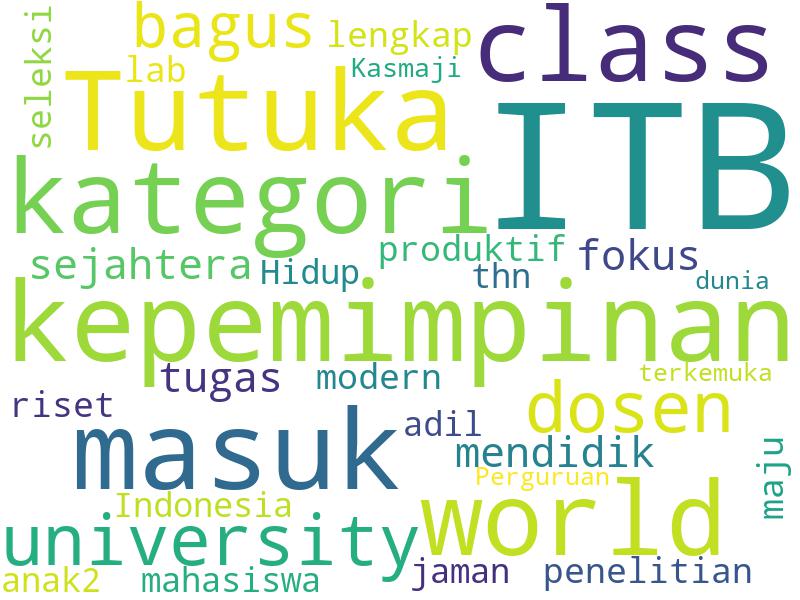 seleksi
bagus
lengkap
class
lab
Kasmaji
Tutuka
ITB
kategori
sejahtera
Hidup
produktif
fokus
thn
dunia
kepemimpinan
tugas
modern
terkemuka
riset
masuk
adil
dosen
mendidik
maju
Perguruan
Indonesia
world
university
jaman
penelitian
anak2
mahasiswa